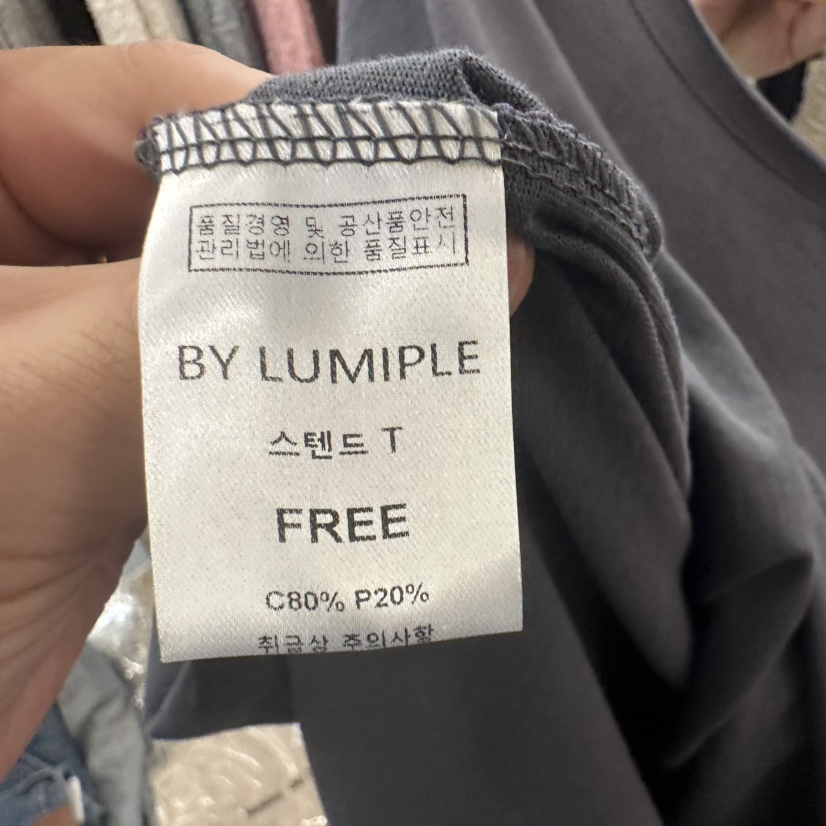 품질경영 및 공산품안전
관리법에 의한 품질표시
BY LUMIPLE
스텐드 T
FREE
C80% P20%
취급상 주의사항